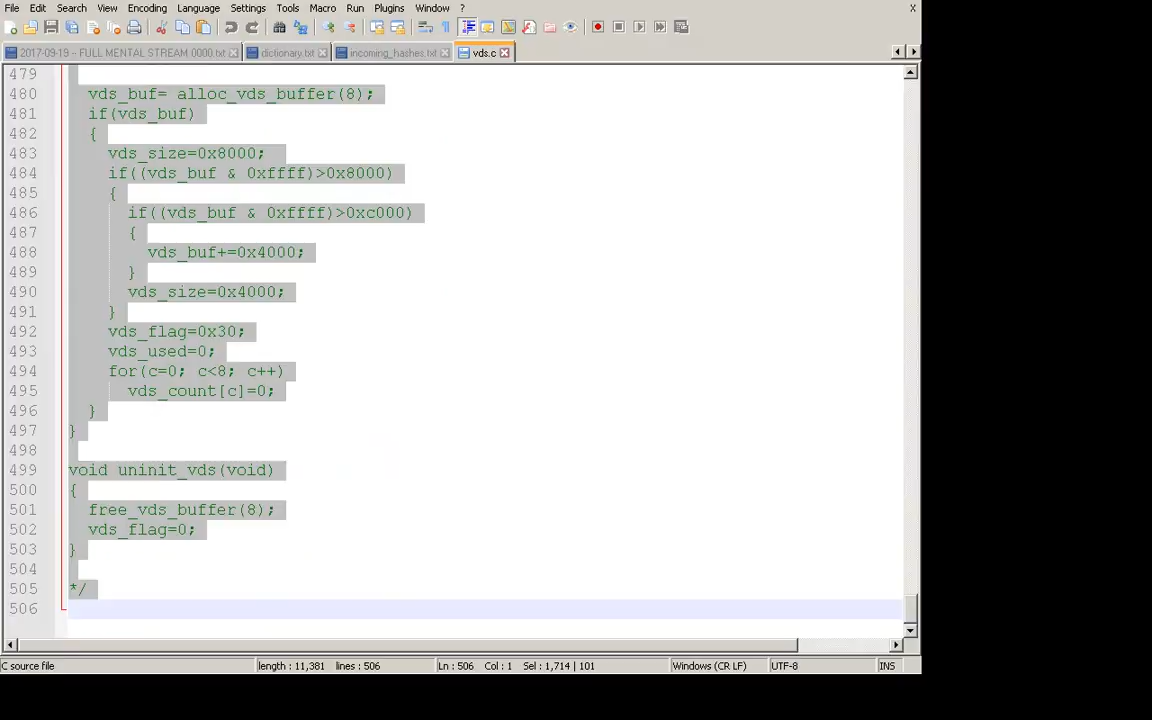 File Edit Search View Encoding Language Settings Tools Macro Run Plugins Window ? X
2017-09-19 -- FULL MENTAL STREAM 0000.txt dictionary.txt incoming_hashes.txt vds.c
479
480 vds_buf= alloc_vds_buffer(8);
481 if(vds_buf)
482 {
483 vds_size=0x8000;
484 if((vds_buf & 0xffff)>0x8000)
485 {
486 if((vds_buf & 0xffff)>0xc000)
487 {
488 vds_buf+=0x4000;
489 }
490 vds_size=0x4000;
491 }
492 vds_flag=0x30;
493 vds_used=0;
494 for(c=0; c<8; c++)
495 vds_count[c]=0;
496 }
497 }
498
499 void uninit_vds(void)
500 {
501 free_vds_buffer(8);
502 vds_flag=0;
503 }
504
505 */
506
C source file length : 11,381 lines : 506 Ln : 506 Col : 1 Sel : 1,714 | 101 Windows (CR LF) UTF-8 INS